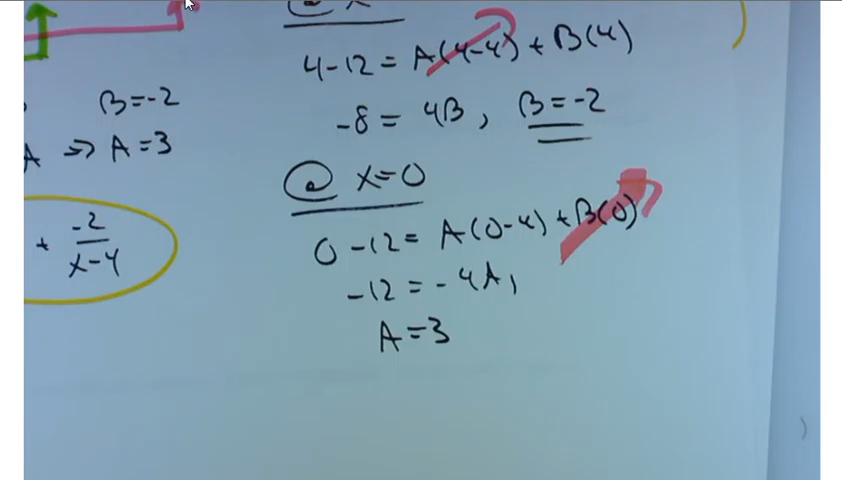 B=-2
A => A=3
+ -2/x-4
@ x
4-12 = A(4-4) + B(4)
-8 = 4B, B=-2
@ x=0
0-12= A(0-4) + B(0)
-12 = -4A,
A=3